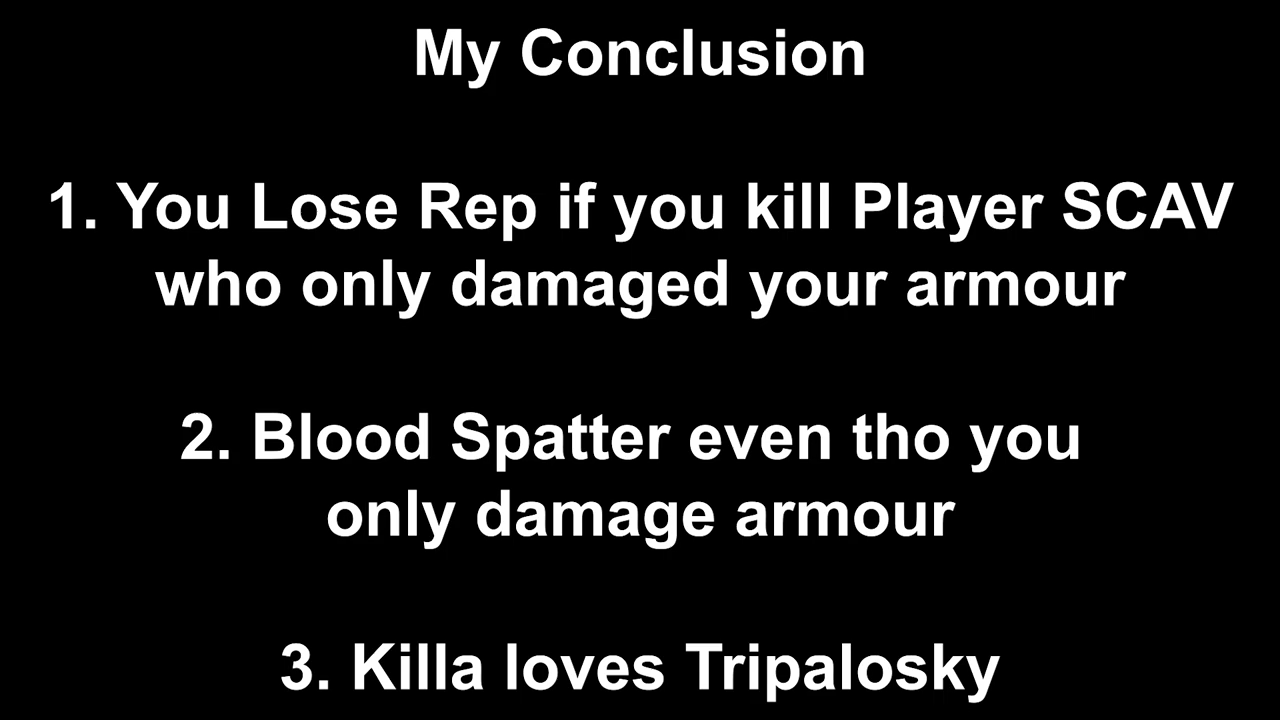 My Conclusion
1. You Lose Rep if you kill Player SCAV
who only damaged your armour
2. Blood Spatter even tho you
only damage armour
3. Killa loves Tripalosky